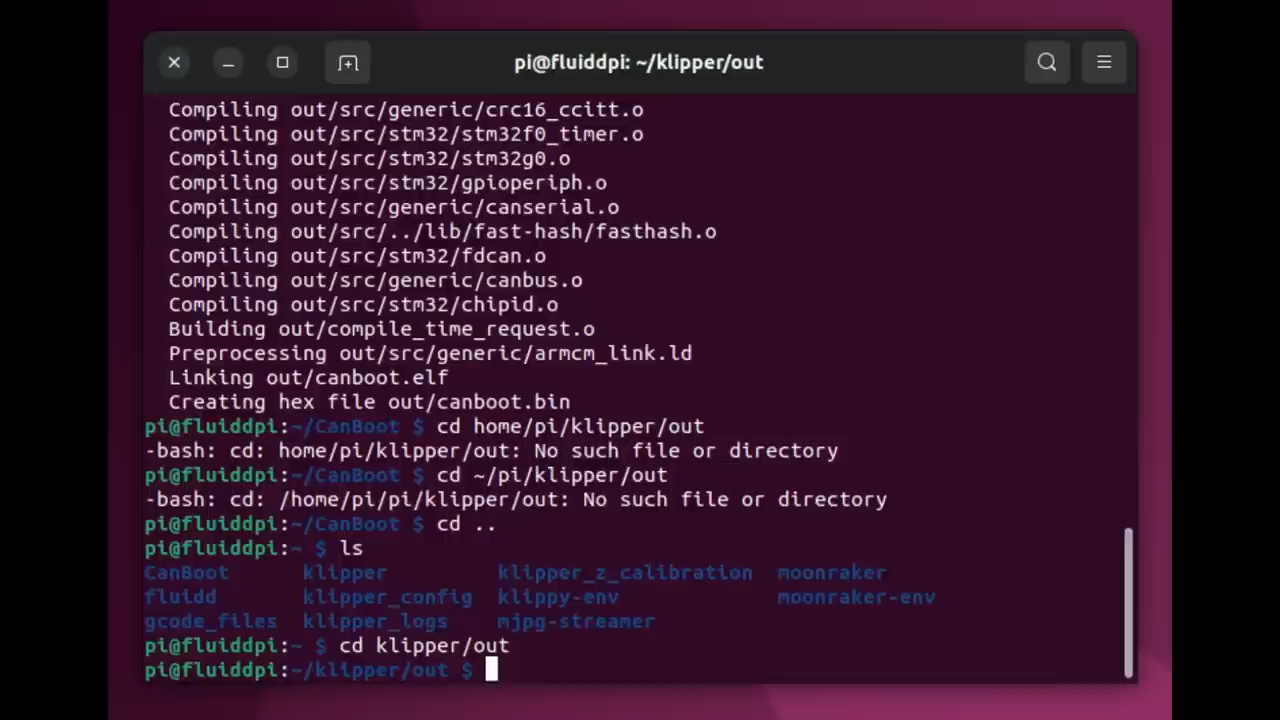 pi@fluiddpi: ~/klipper/out
Compiling out/src/generic/crc16_ccitt.o
Compiling out/src/stm32/stm32f0_timer.o
Compiling out/src/stm32/stm32g0.o
Compiling out/src/stm32/gpioperiph.o
Compiling out/src/generic/canserial.o
Compiling out/src/../lib/fast-hash/fasthash.o
Compiling out/src/stm32/fdcan.o
Compiling out/src/generic/canbus.o
Compiling out/src/stm32/chipid.o
Building out/compile_time_request.o
Preprocessing out/src/generic/armcm_link.ld
Linking out/canboot.elf
Creating hex file out/canboot.bin
pi@fluiddpi:~/CanBoot $ cd home/pi/klipper/out
-bash: cd: home/pi/klipper/out: No such file or directory
pi@fluiddpi:~/CanBoot $ cd ~/pi/klipper/out
-bash: cd: /home/pi/pi/klipper/out: No such file or directory
pi@fluiddpi:~/CanBoot $ cd ..
pi@fluiddpi:~ $ ls
CanBoot klipper klipper_z_calibration moonraker
fluidd klipper_config klippy-env moonraker-env
gcode_files klipper_logs mjpg-streamer
pi@fluiddpi:~ $ cd klipper/out
pi@fluiddpi:~/klipper/out $